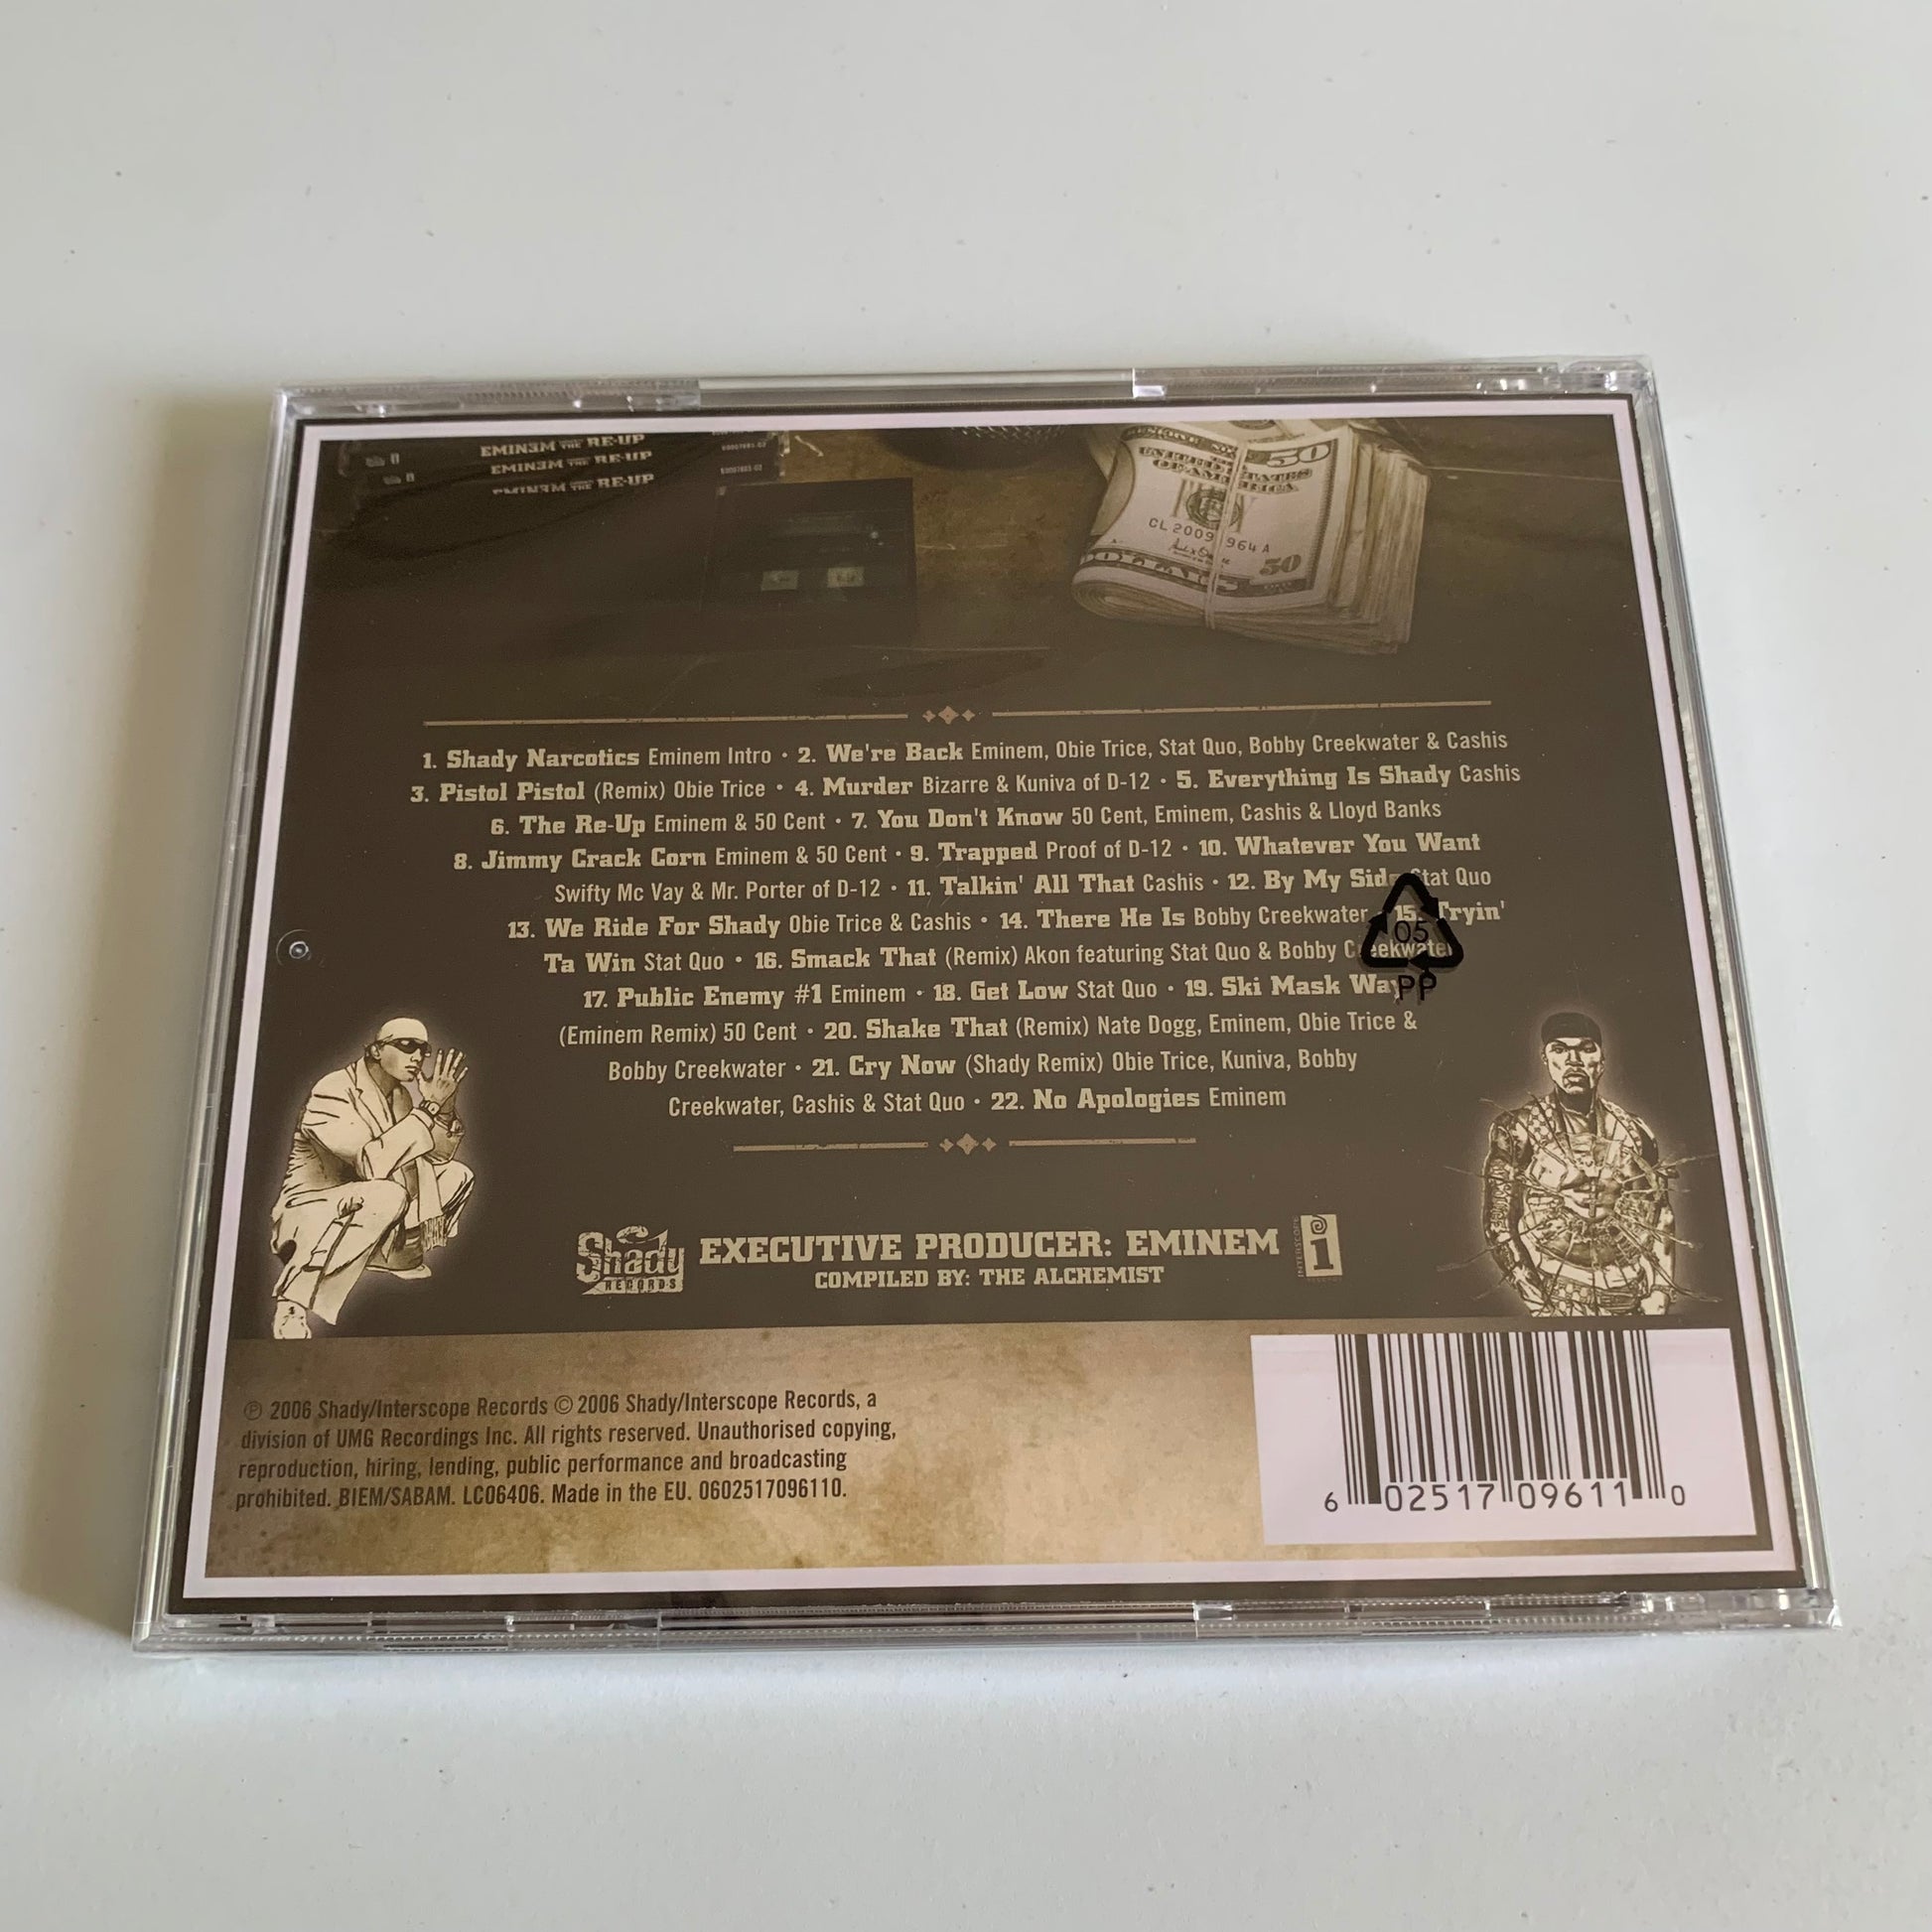 EMINEM PRESENTS THE RE-UP
EMINEM THE RE-UP
EMINEM THE RE-UP
50
UNITED STATES
OF AMERICA
CL 2009 964 A
50
1. Shady Narcotics Eminem Intro • 2. We're Back Eminem, Obie Trice, Stat Quo, Bobby Creekwater & Cashis
3. Pistol Pistol (Remix) Obie Trice • 4. Murder Bizarre & Kuniva of D-12 • 5. Everything Is Shady Cashis
6. The Re-Up Eminem & 50 Cent • 7. You Don't Know 50 Cent, Eminem, Cashis & Lloyd Banks
8. Jimmy Crack Corn Eminem & 50 Cent • 9. Trapped Proof of D-12 • 10. Whatever You Want
Swifty Mc Vay & Mr. Porter of D-12 • 11. Talkin' All That Cashis • 12. By My Side Stat Quo
13. We Ride For Shady Obie Trice & Cashis • 14. There He Is Bobby Creekwater • 15. Tryin'
Ta Win Stat Quo • 16. Smack That (Remix) Akon featuring Stat Quo & Bobby Creekwater
17. Public Enemy #1 Eminem • 18. Get Low Stat Quo • 19. Ski Mask Way
(Eminem Remix) 50 Cent • 20. Shake That (Remix) Nate Dogg, Eminem, Obie Trice &
Bobby Creekwater • 21. Cry Now (Shady Remix) Obie Trice, Kuniva, Bobby
Creekwater, Cashis & Stat Quo • 22. No Apologies Eminem
05
PP
Shady
RECORDS
EXECUTIVE PRODUCER: EMINEM
COMPILED BY: THE ALCHEMIST
INTERSCOPE
℗ 2006 Shady/Interscope Records © 2006 Shady/Interscope Records, a
division of UMG Recordings Inc. All rights reserved. Unauthorised copying,
reproduction, hiring, lending, public performance and broadcasting
prohibited. BIEM/SABAM. LC06406. Made in the EU. 0602517096110.
6 02517 09611 0